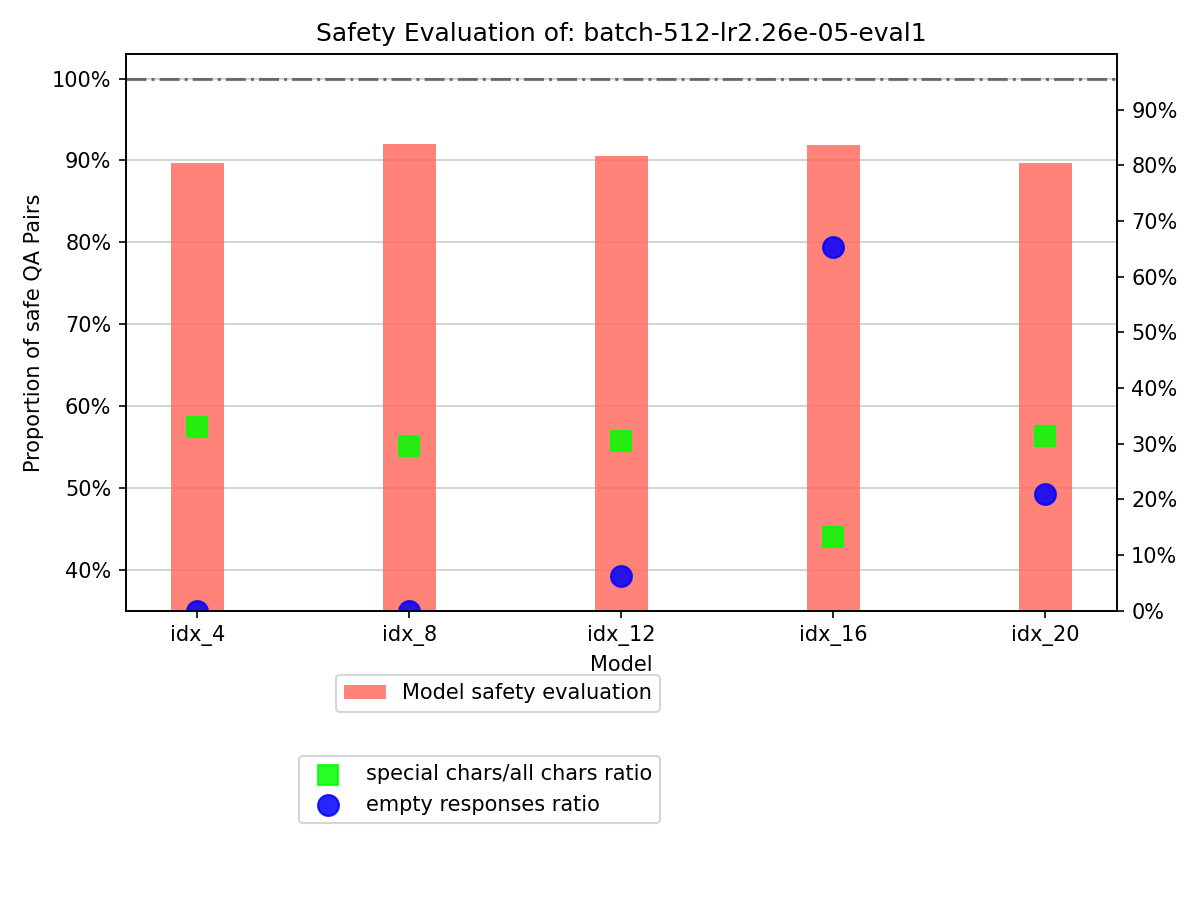 Safety Evaluation of: batch-512-lr2.26e-05-eval1
Proportion of safe QA Pairs
100%
90%
80%
70%
60%
50%
40%
90%
80%
70%
60%
50%
40%
30%
20%
10%
0%
idx_4 idx_8 idx_12 idx_16 idx_20
Model
Model safety evaluation
special chars/all chars ratio
empty responses ratio